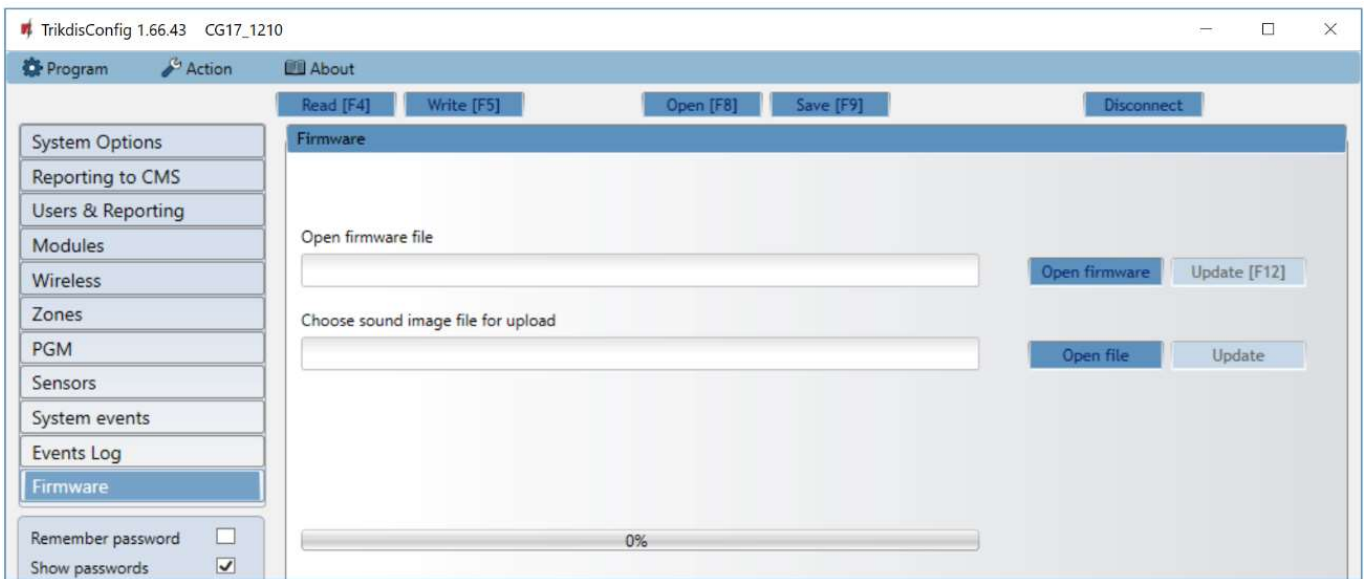 TrikdisConfig 1.66.43 CG17_1210
Program Action About
Read [F4] Write [F5] Open [F8] Save [F9] Disconnect
System Options
Reporting to CMS
Users & Reporting
Modules
Wireless
Zones
PGM
Sensors
System events
Events Log
Firmware
Remember password
Show passwords
Firmware
Open firmware file
Open firmware Update [F12]
Choose sound image file for upload
Open file Update
0%